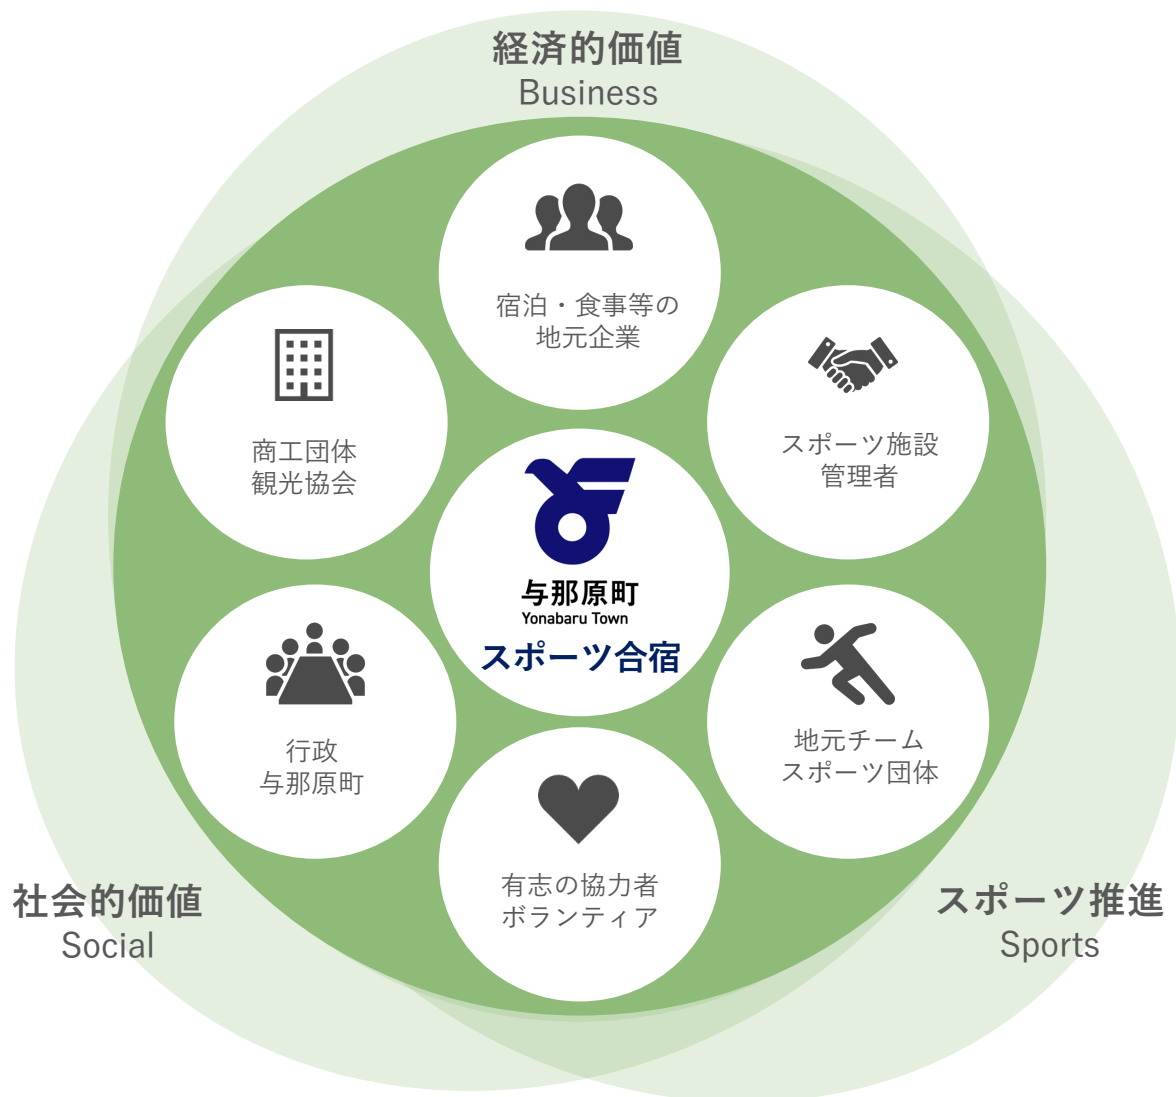 経済的価値
Business
宿泊・食事等の
地元企業
商工団体
観光協会
スポーツ施設
管理者
与那原町
Yonabaru Town
スポーツ合宿
行政
与那原町
地元チーム
スポーツ団体
有志の協力者
ボランティア
社会的価値
Social
スポーツ推進
Sports